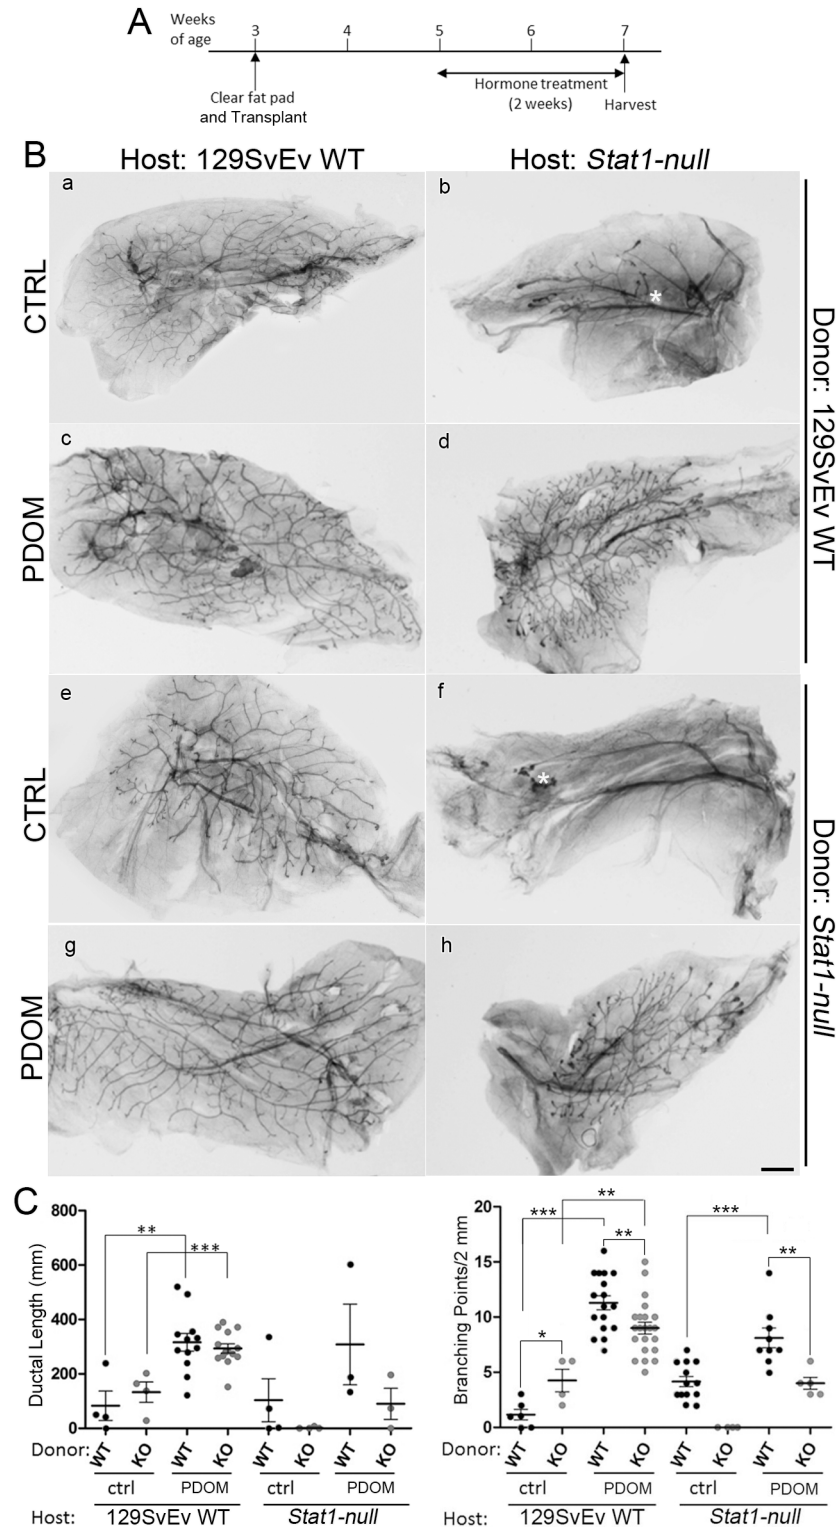 A
Weeks
of age
3
4
5
6
7
Hormone treatment
(2 weeks)
Clear fat pad
and Transplant
Harvest
B
Host: 129SvEv WT
Host: Stat1-null
a
b
CTRL
*
Donor: 129SvEv WT
c
d
PDOM
e
f
CTRL
*
Donor: Stat1-null
g
h
PDOM
C
Ductal Length (mm)
800
600
400
200
0
**
***
Donor:
WT
KO
WT
KO
WT
KO
WT
KO
ctrl
PDOM
ctrl
PDOM
Host:
129SvEv WT
Stat1-null
Branching Points/2 mm
20
15
10
5
0
**
***
**
*
***
**
Donor:
WT
KO
WT
KO
WT
KO
WT
KO
ctrl
PDOM
ctrl
PDOM
Host:
129SvEv WT
Stat1-null